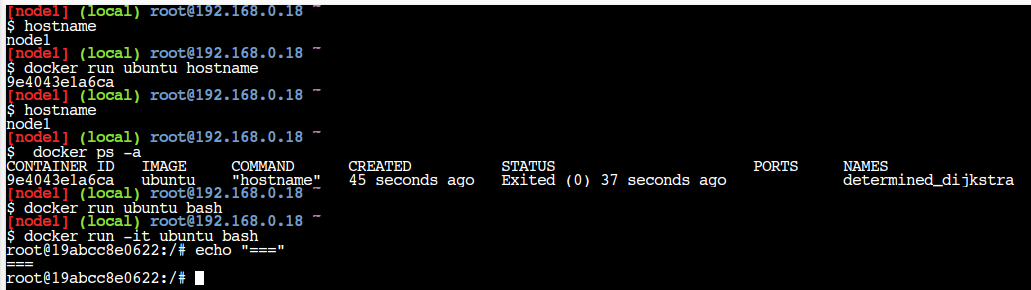 [node1] (local) root@192.168.0.18 ~
$ hostname
node1
[node1] (local) root@192.168.0.18 ~
$ docker run ubuntu hostname
9e4043e1a6ca
[node1] (local) root@192.168.0.18 ~
$ hostname
node1
[node1] (local) root@192.168.0.18 ~
$  docker ps -a
CONTAINER ID   IMAGE     COMMAND      CREATED          STATUS                      PORTS     NAMES
9e4043e1a6ca   ubuntu    "hostname"   45 seconds ago   Exited (0) 37 seconds ago             determined_dijkstra
[node1] (local) root@192.168.0.18 ~
$ docker run ubuntu bash
[node1] (local) root@192.168.0.18 ~
$ docker run -it ubuntu bash
root@19abcc8e0622:/# echo "==="
===
root@19abcc8e0622:/#